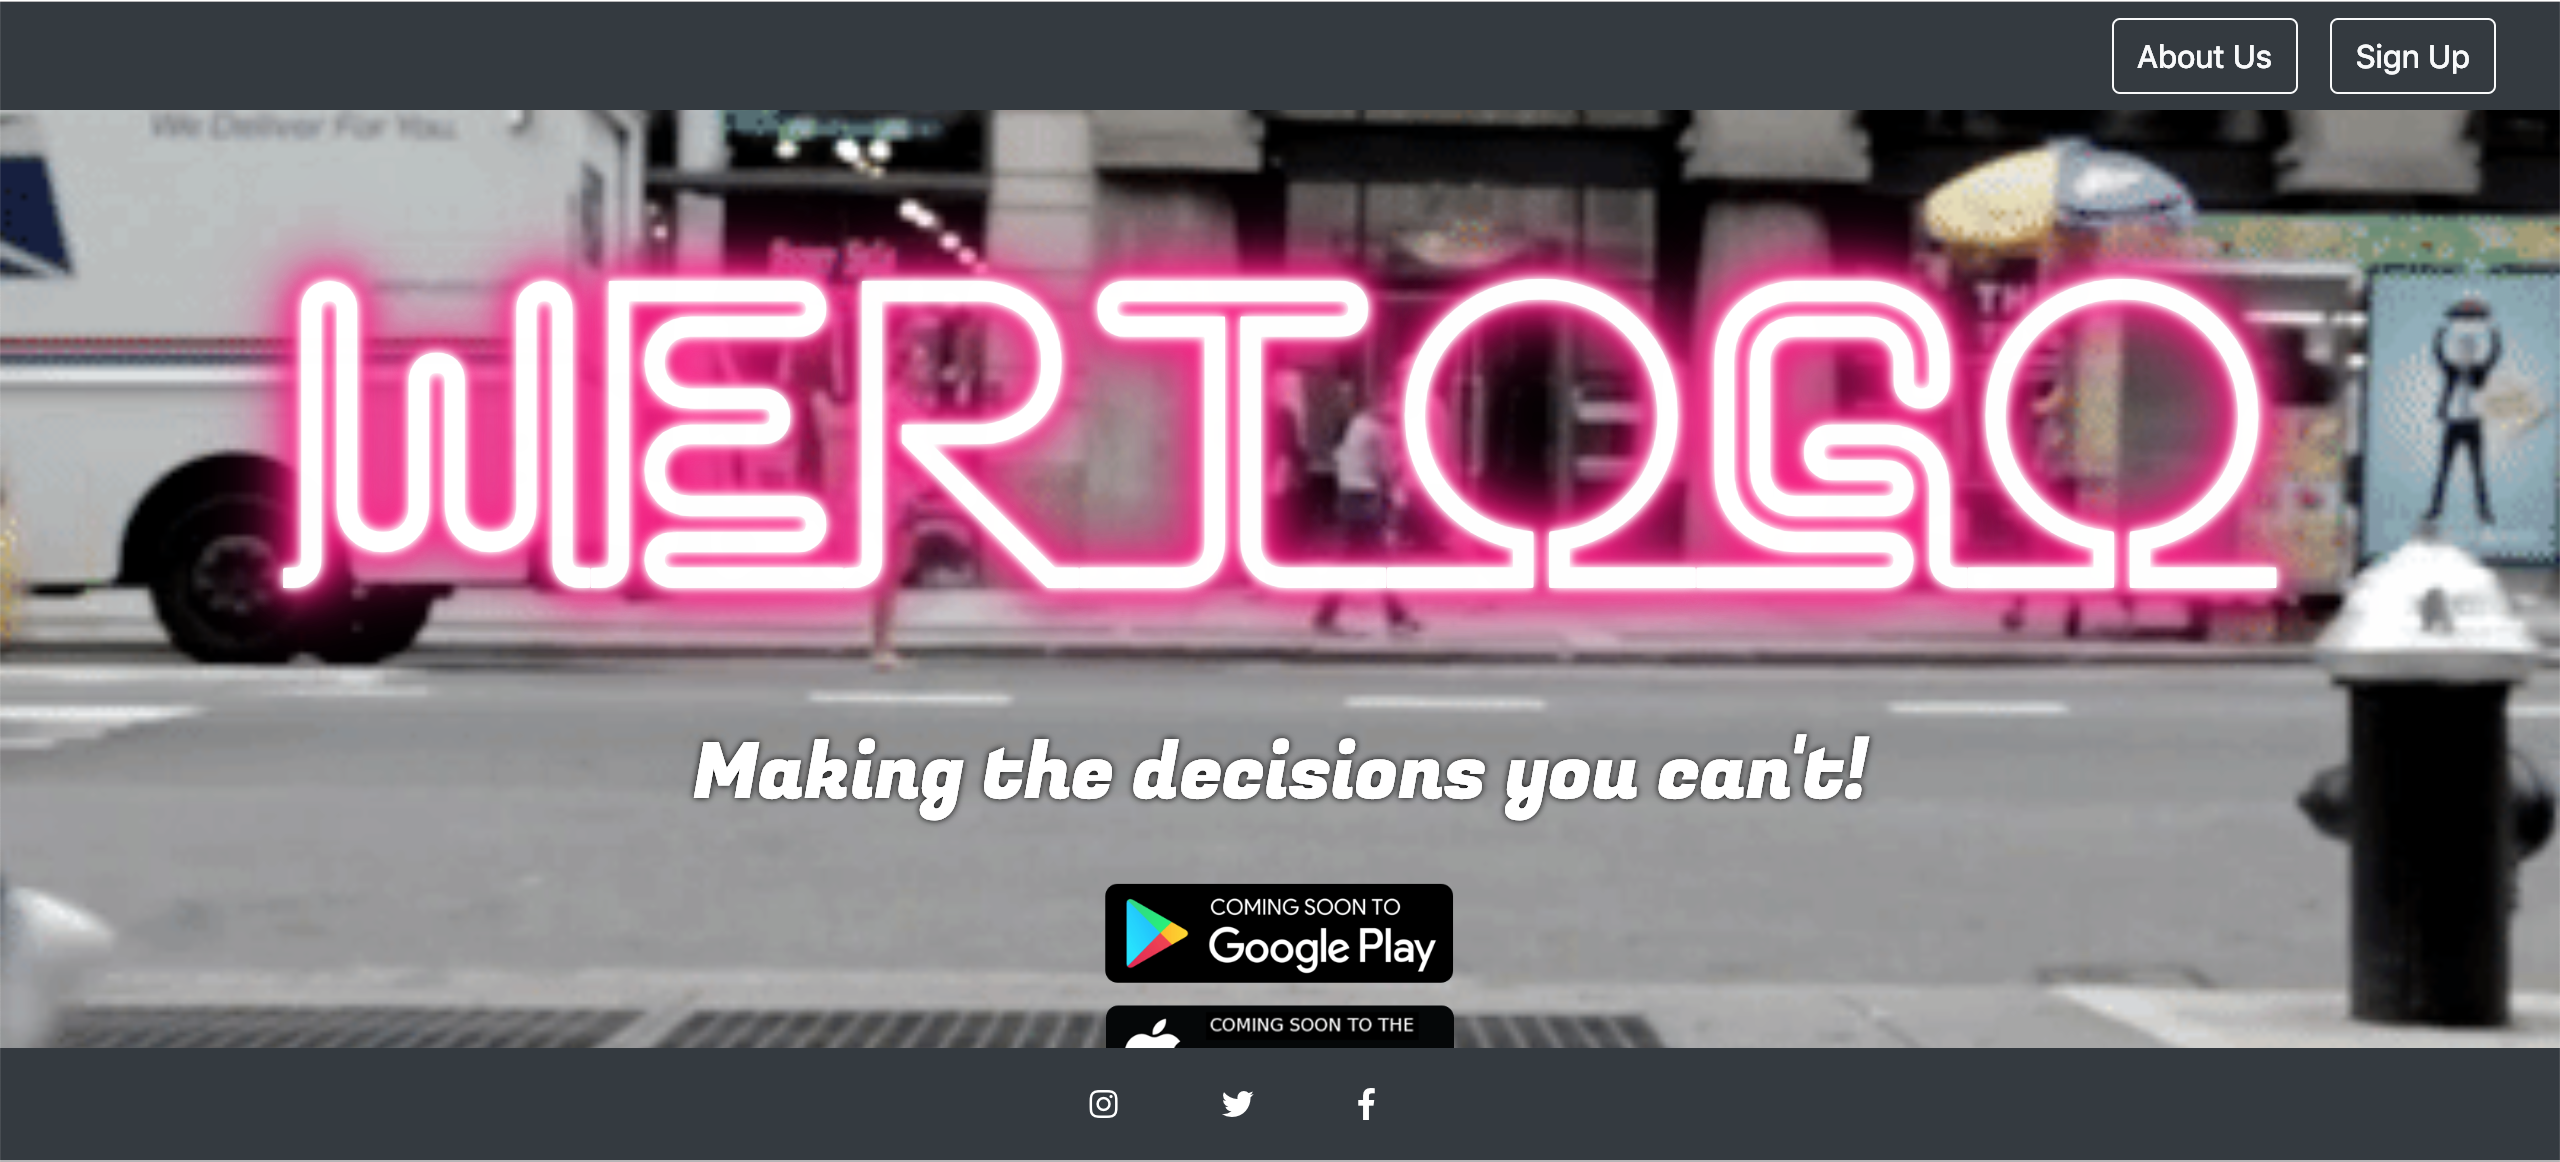 About Us
Sign Up
We Deliver For You.
WERTOGO
Making the decisions you can't!
COMING SOON TO
Google Play
COMING SOON TO THE